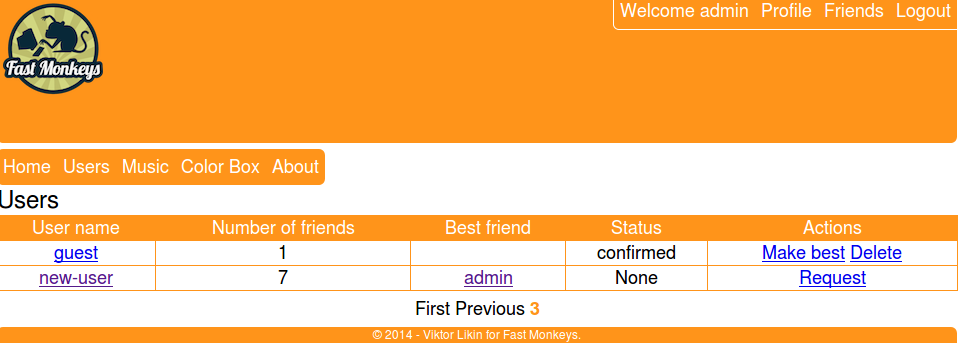 Welcome admin Profile Friends Logout
Fast Monkeys
Home Users Music Color Box About
Users
User name Number of friends Best friend Status Actions
guest 1 confirmed Make best Delete
new-user 7 admin None Request
First Previous 3
© 2014 - Viktor Likin for Fast Monkeys.